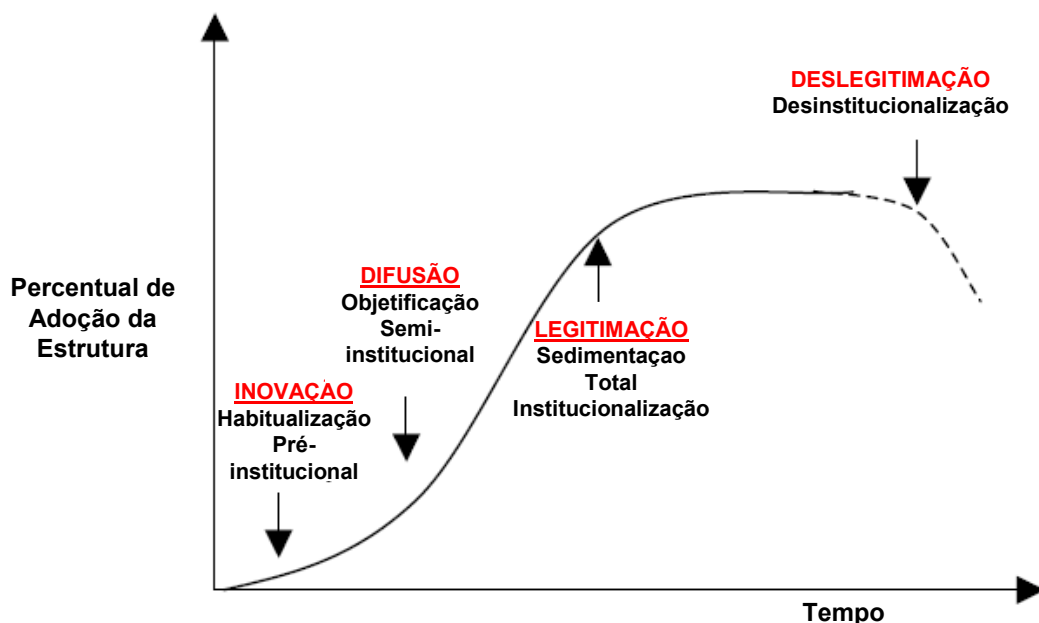 DESLEGITIMAÇÃO
Desinstitucionalização
DIFUSÃO
Objetificação
Semi-
institucional
Percentual de
Adoção da
Estrutura
LEGITIMAÇÃO
Sedimentaçao
Total
Institucionalização
INOVAÇÃO
Habitualização
Pré-
institucional
Tempo